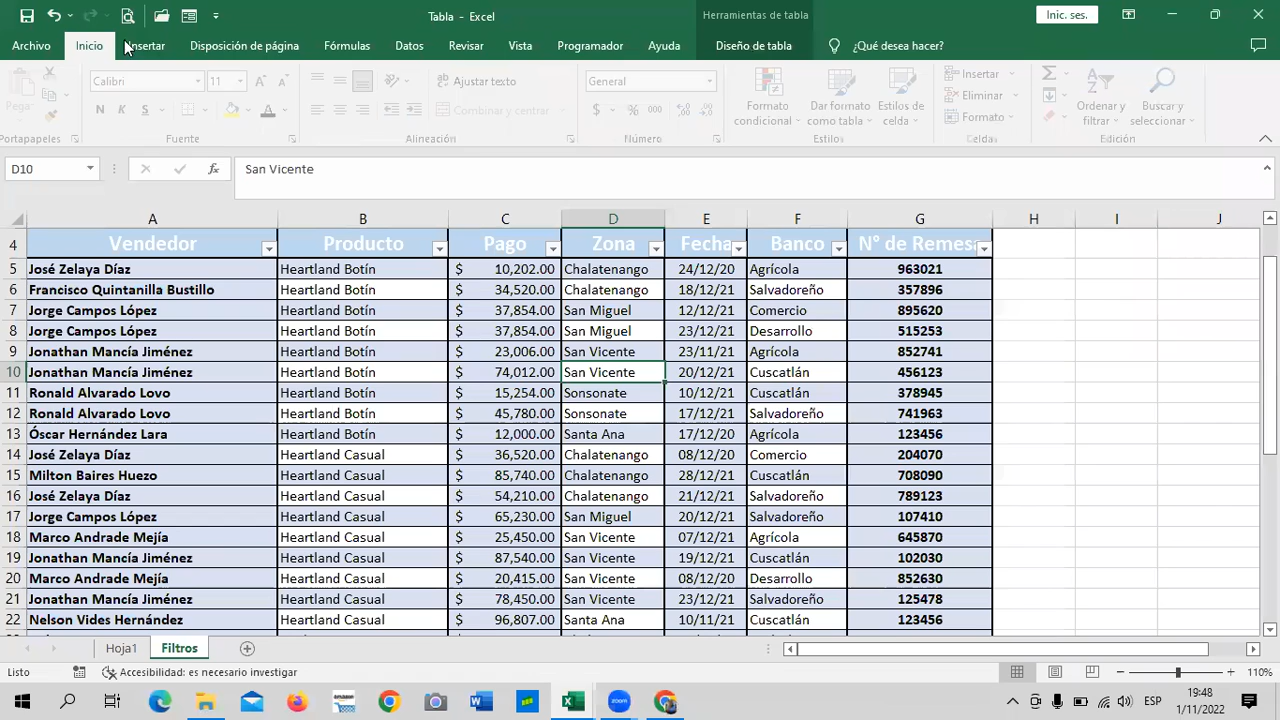 Tabla - Excel
Herramientas de tabla
Inic. ses.
Archivo Inicio Insertar Disposición de página Fórmulas Datos Revisar Vista Programador Ayuda Diseño de tabla ¿Qué desea hacer?
Calibri 11 Ajustar texto General Insertar
Pegar Eliminar
N K S Combinar y centrar $ % 000 Formato condicional Dar formato como tabla Estilos de celda Formato Ordenar y filtrar Buscar y seleccionar
Portapapeles Fuente Alineación Número Estilos Celdas Edición
D10 fx San Vicente
A B C D E F G H I J
4 Vendedor Producto Pago Zona Fecha Banco Nº de Remesa
5 José Zelaya Díaz Heartland Botín $ 10,202.00 Chalatenango 24/12/20 Agrícola 963021
6 Francisco Quintanilla Bustillo Heartland Botín $ 34,520.00 Chalatenango 18/12/21 Salvadoreño 357896
7 Jorge Campos López Heartland Botín $ 37,854.00 San Miguel 12/12/21 Comercio 895620
8 Jorge Campos López Heartland Botín $ 37,854.00 San Miguel 23/12/21 Desarrollo 515253
9 Jonathan Mancía Jiménez Heartland Botín $ 23,006.00 San Vicente 23/11/21 Agrícola 852741
10 Jonathan Mancía Jiménez Heartland Botín $ 74,012.00 San Vicente 20/12/21 Cuscatlán 456123
11 Ronald Alvarado Lovo Heartland Botín $ 15,254.00 Sonsonate 10/12/21 Cuscatlán 378945
12 Ronald Alvarado Lovo Heartland Botín $ 45,780.00 Sonsonate 17/12/21 Salvadoreño 741963
13 Óscar Hernández Lara Heartland Botín $ 12,000.00 Santa Ana 17/12/20 Agrícola 123456
14 José Zelaya Díaz Heartland Casual $ 36,520.00 Chalatenango 08/12/20 Comercio 204070
15 Milton Baires Huezo Heartland Casual $ 85,740.00 Chalatenango 28/12/21 Cuscatlán 708090
16 José Zelaya Díaz Heartland Casual $ 54,210.00 Chalatenango 21/12/21 Salvadoreño 789123
17 Jorge Campos López Heartland Casual $ 65,230.00 San Miguel 20/12/21 Salvadoreño 107410
18 Marco Andrade Mejía Heartland Casual $ 25,450.00 San Vicente 07/12/21 Agrícola 645870
19 Jonathan Mancía Jiménez Heartland Casual $ 87,540.00 San Vicente 19/12/21 Cuscatlán 102030
20 Marco Andrade Mejía Heartland Casual $ 20,415.00 San Vicente 08/12/20 Desarrollo 852630
21 Jonathan Mancía Jiménez Heartland Casual $ 78,450.00 San Vicente 23/12/21 Salvadoreño 125478
22 Nelson Vides Hernández Heartland Casual $ 96,807.00 Santa Ana 10/11/21 Cuscatlán 123456
Hoja1 Filtros
Listo Accesibilidad: es necesario investigar 110%
zoom ESP 19:48
1/11/2022